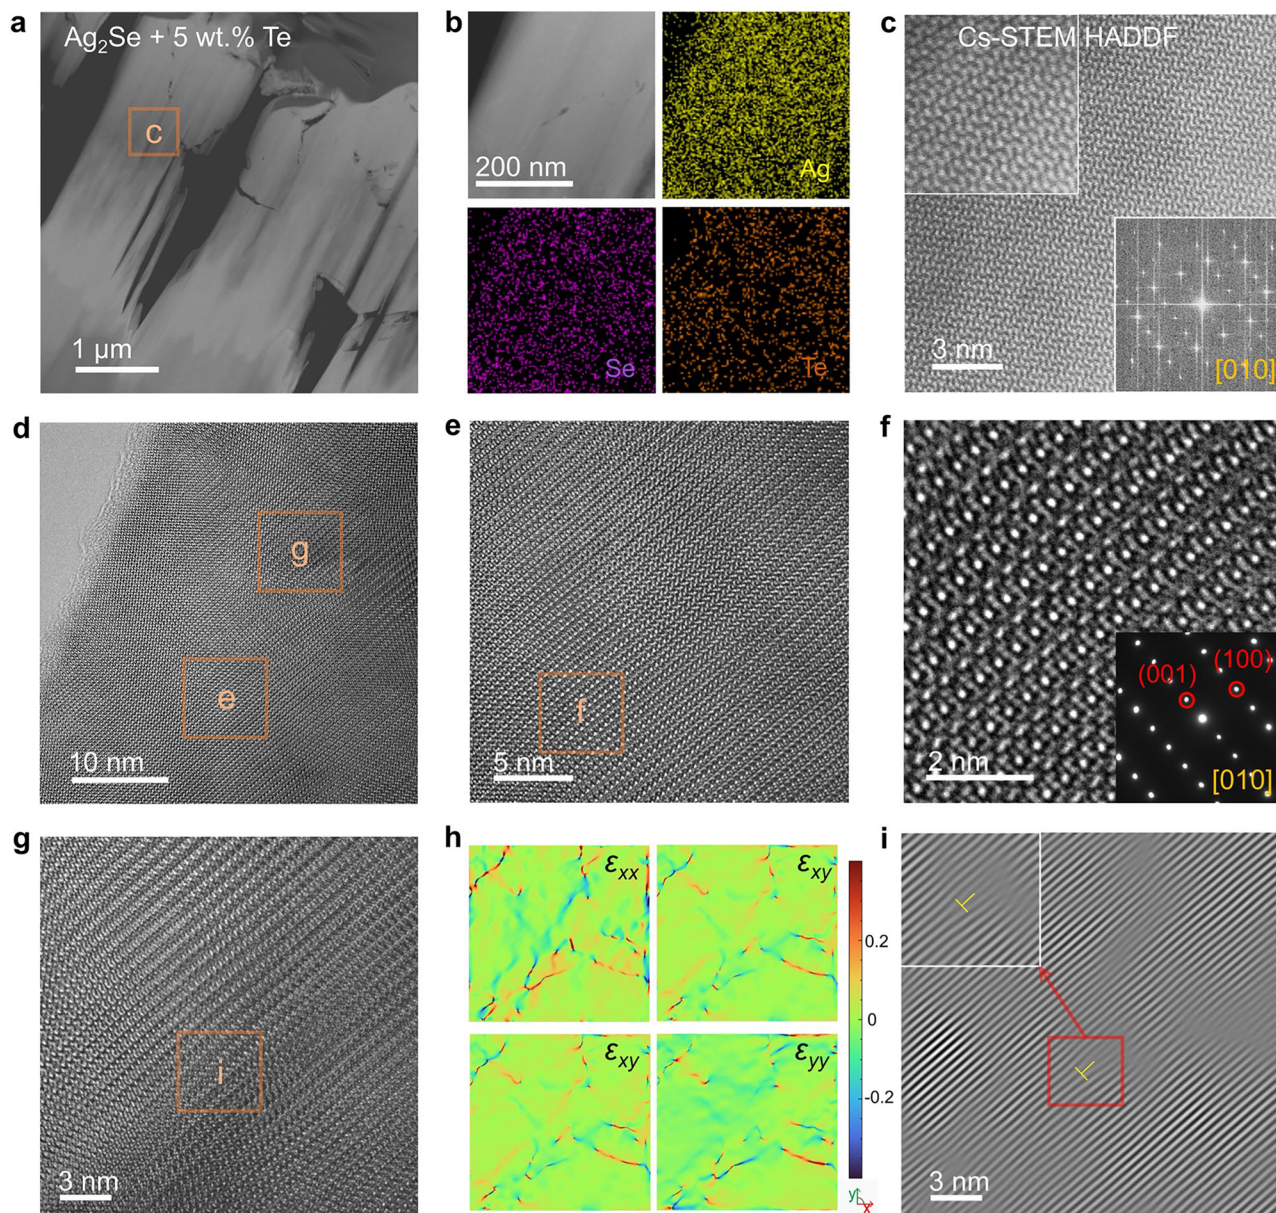 a
Ag₂Se + 5 wt.% Te
c
1 µm
b
200 nm
Ag
Se
Te
c
Cs-STEM HADDF
3 nm
[010]
d
g
e
10 nm
e
f
5 nm
f
(001)
(100)
2 nm
[010]
g
i
3 nm
h
εxx
εxy
εxy
εyy
0.2
0
-0.2
y
x
i
3 nm